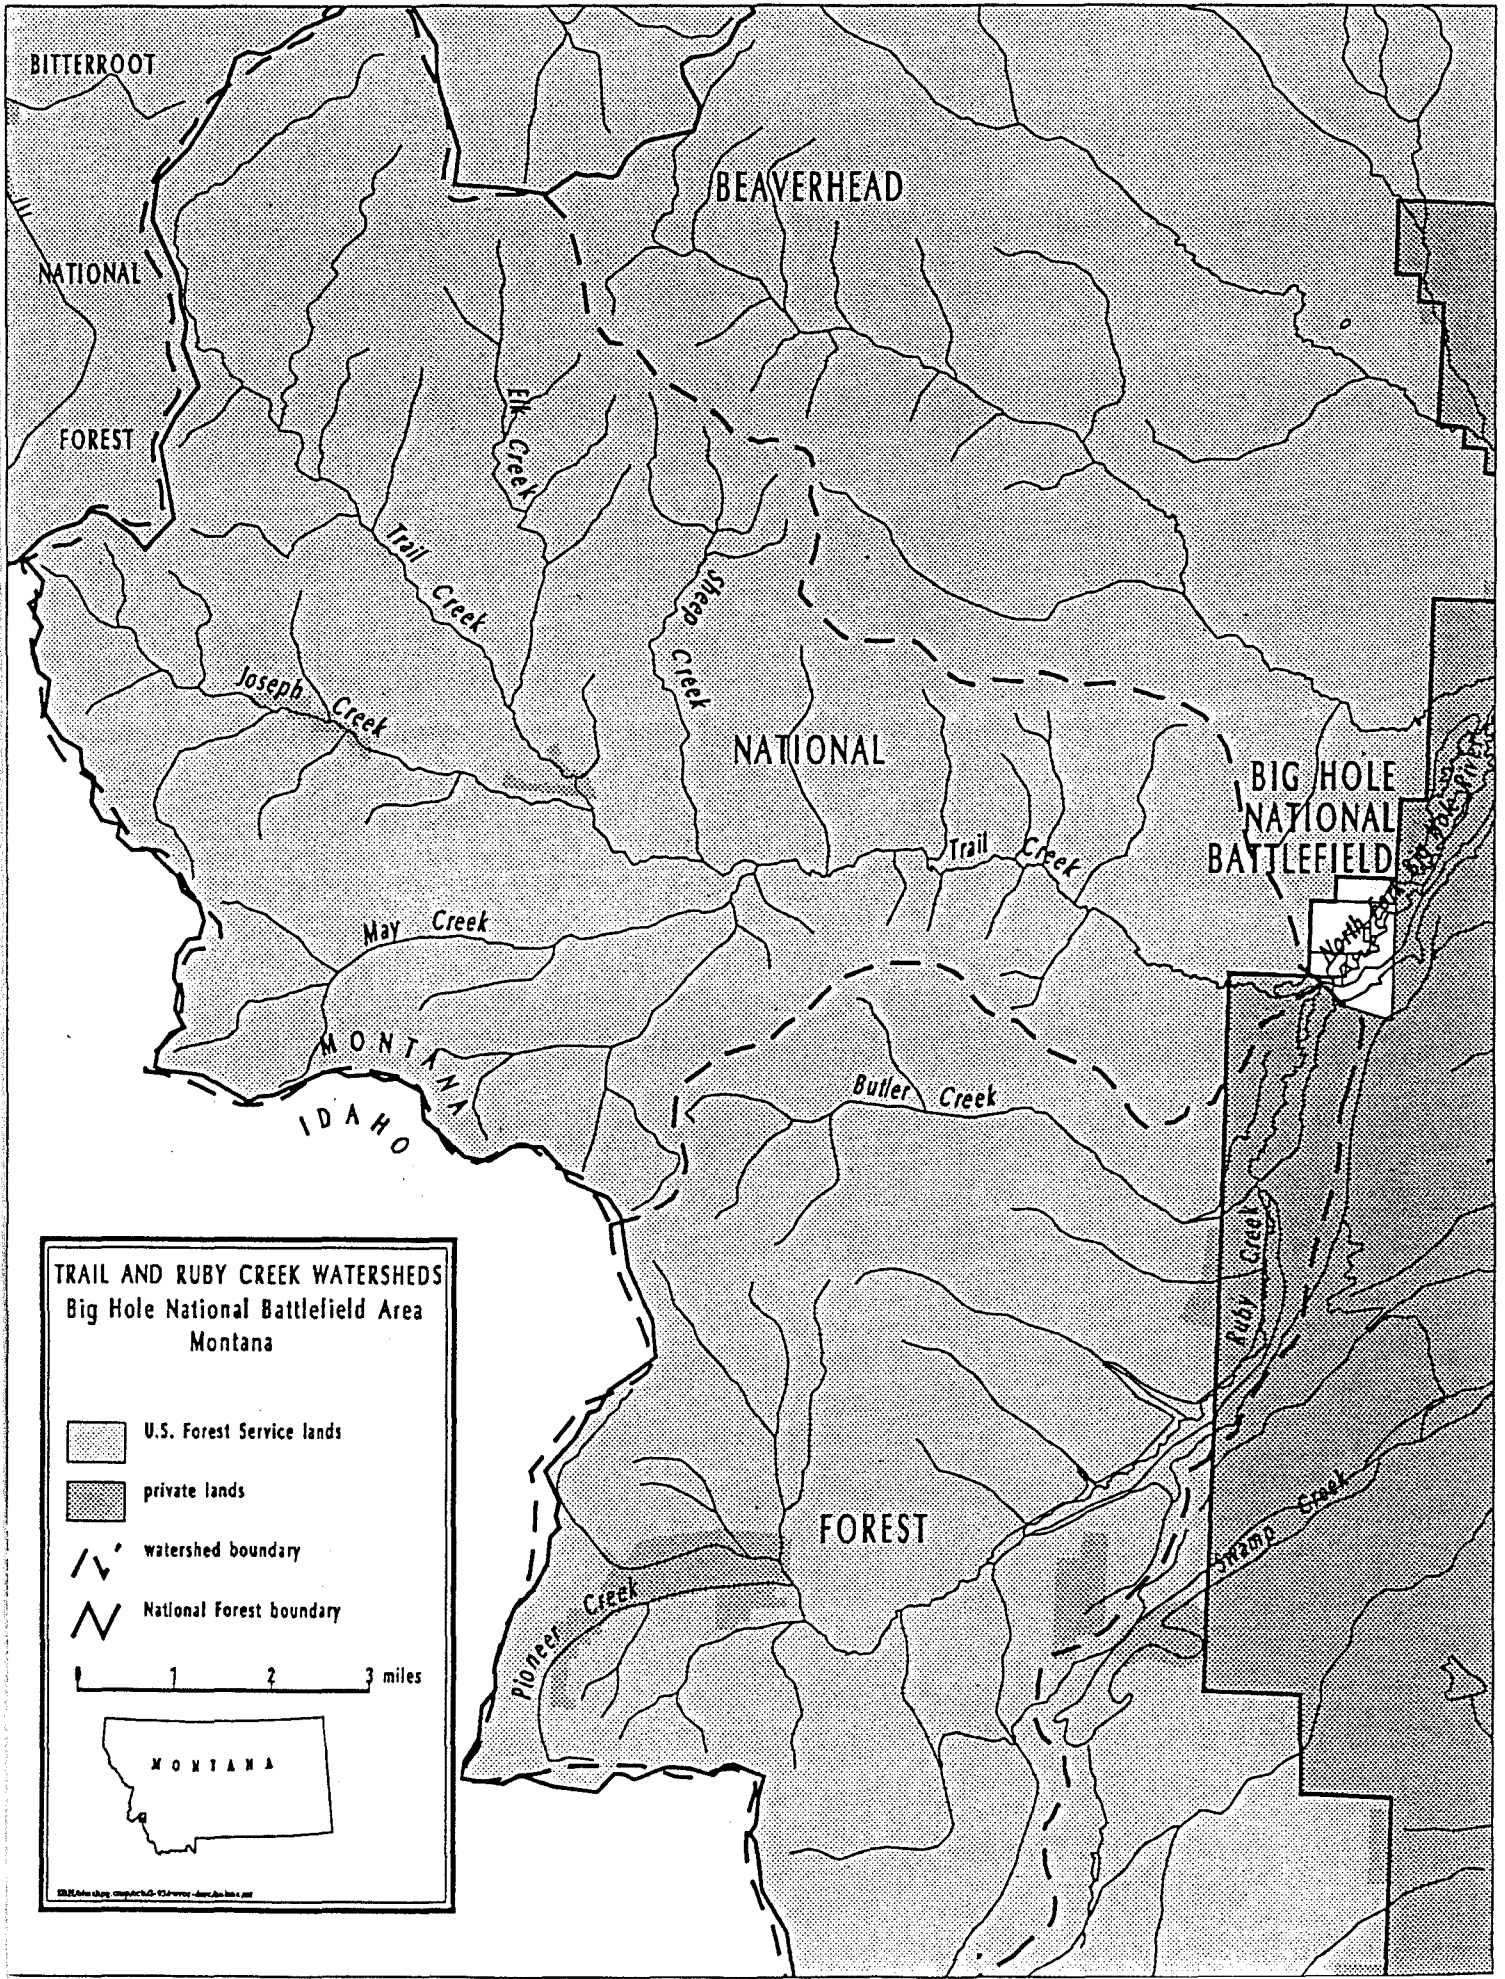 BITTERROOT
NATIONAL
FOREST
BEAVERHEAD
NATIONAL
FOREST
Elk Creek
Trail Creek
Sheep Creek
Joseph Creek
BIG HOLE
NATIONAL
BATTLEFIELD
North Fork Big Hole River
Trail Creek
May Creek
MONTANA
IDAHO
Butler Creek
Ruby Creek
Swamp Creek
Pioneer Creek
TRAIL AND RUBY CREEK WATERSHEDS
Big Hole National Battlefield Area
Montana
U.S. Forest Service lands
private lands
watershed boundary
National Forest boundary
0 1 2 3 miles
MONTANA